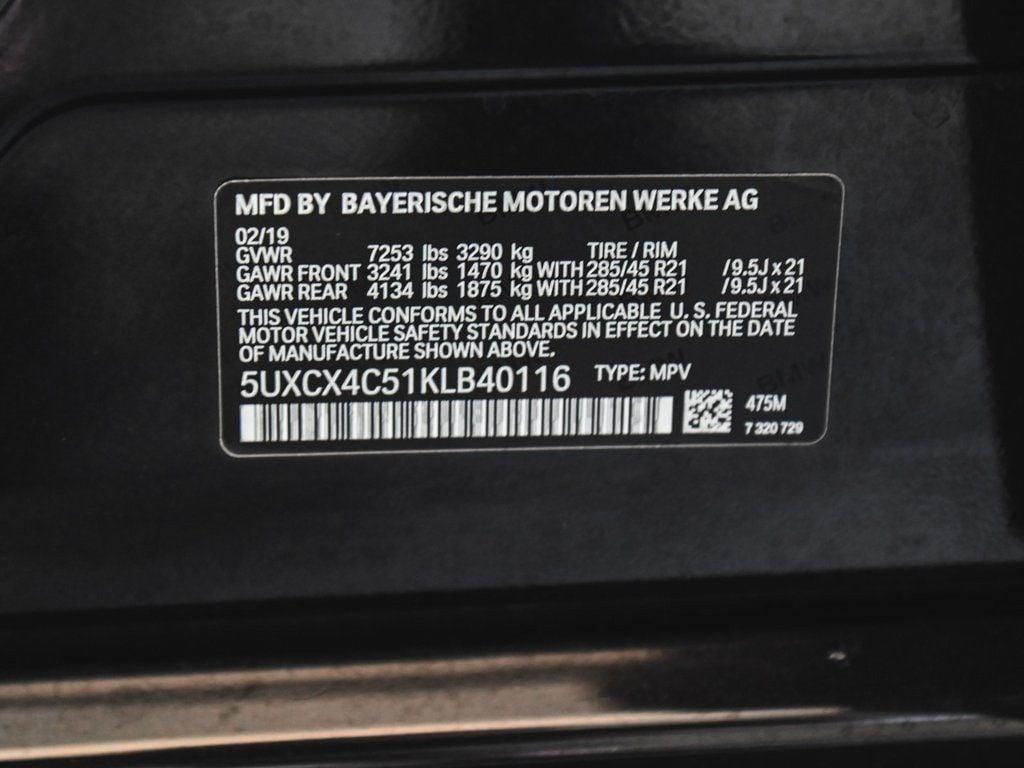 MFD BY BAYERISCHE MOTOREN WERKE AG
02/19
GVWR 7253 lbs 3290 kg TIRE / RIM
GAWR FRONT 3241 lbs 1470 kg WITH 285/45 R21 /9.5J x 21
GAWR REAR 4134 lbs 1875 kg WITH 285/45 R21 /9.5J x 21
THIS VEHICLE CONFORMS TO ALL APPLICABLE U. S. FEDERAL
MOTOR VEHICLE SAFETY STANDARDS IN EFFECT ON THE DATE
OF MANUFACTURE SHOWN ABOVE.
5UXCX4C51KLB40116 TYPE: MPV
475M
7 320 729